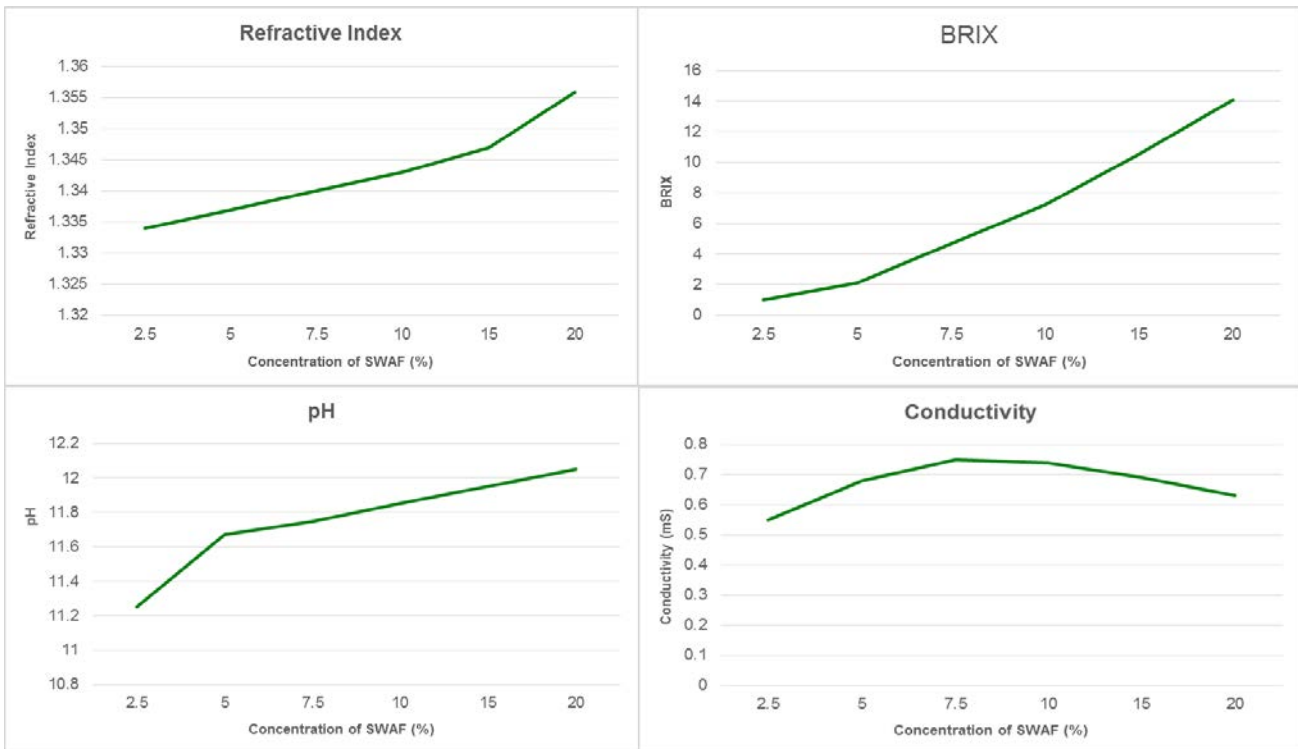 Refractive Index
1.36
1.355
1.35
1.345
1.34
1.335
1.33
1.325
1.32
Refractive Index
2.5 5 7.5 10 15 20
Concentration of SWAF (%)
BRIX
16
14
12
10
8
6
4
2
0
BRIX
2.5 5 7.5 10 15 20
Concentration of SWAF (%)
pH
12.2
12
11.8
11.6
11.4
11.2
11
10.8
pH
2.5 5 7.5 10 15 20
Concentration of SWAF (%)
Conductivity
0.8
0.7
0.6
0.5
0.4
0.3
0.2
0.1
0
Conductivity (mS)
2.5 5 7.5 10 15 20
Concentration of SWAF (%)